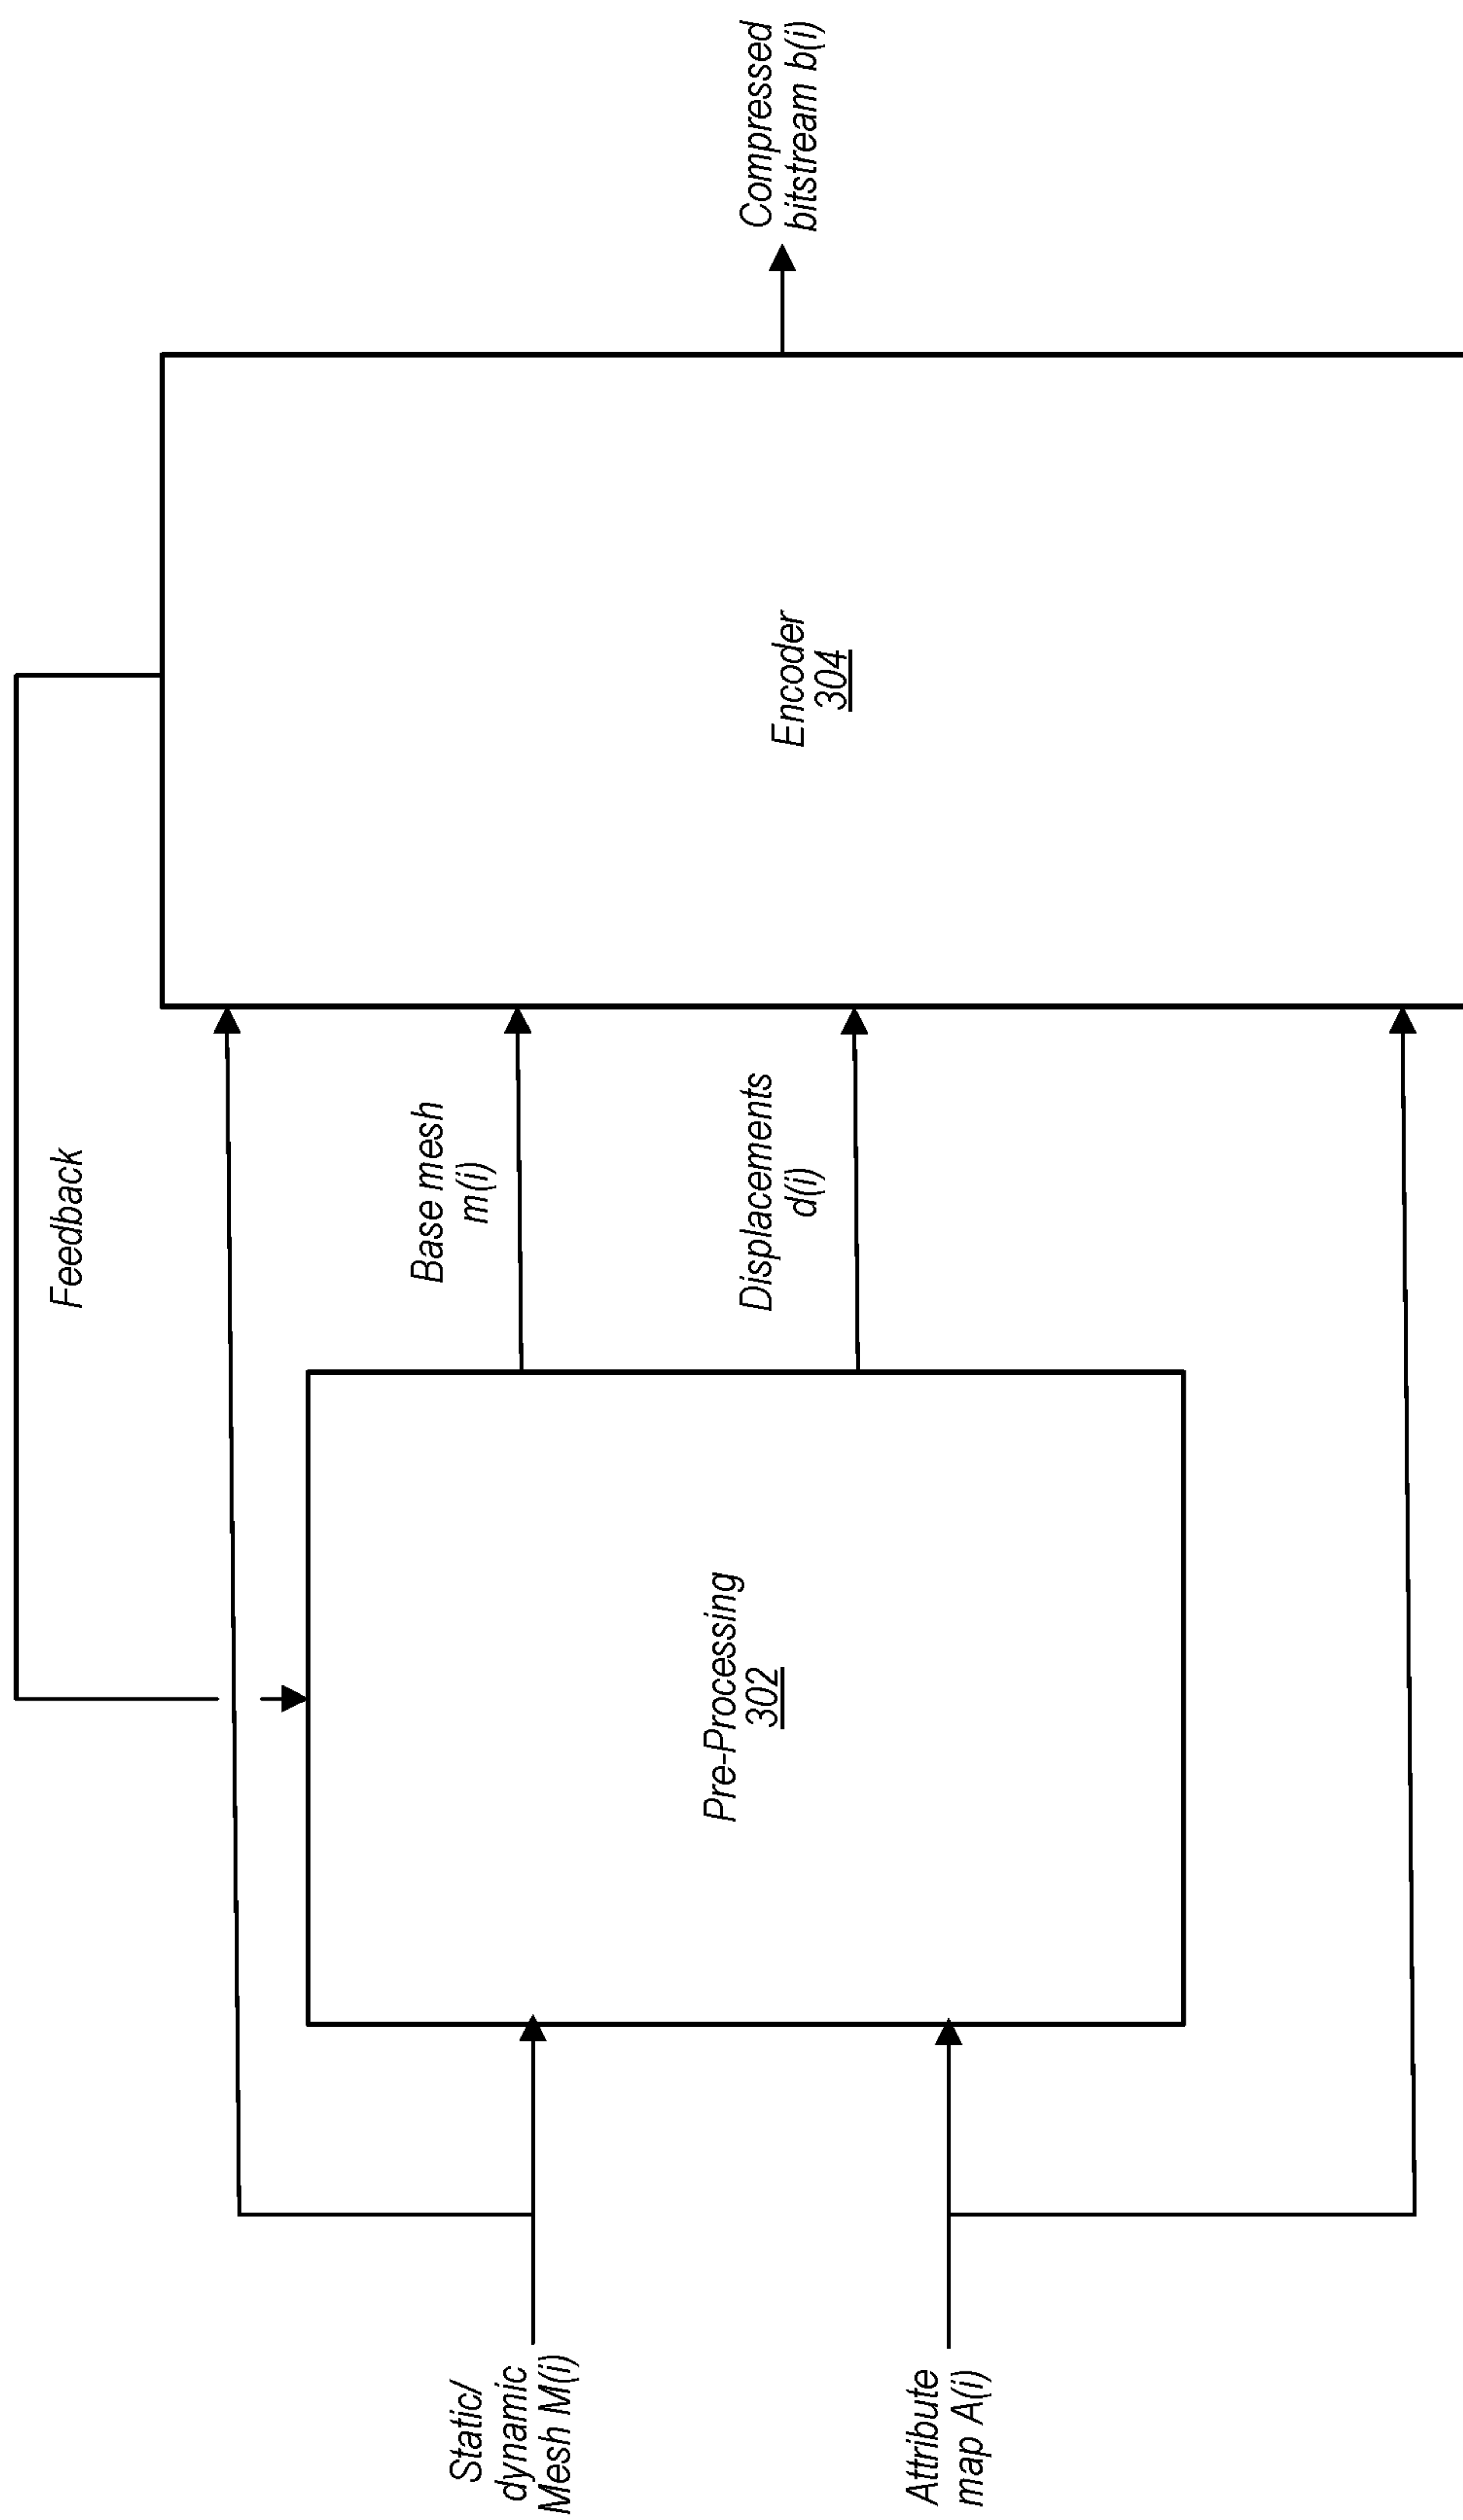 Feedback
Static/
dynamic
Mesh M(i)
Attribute
map A(i)
Pre-Processing
302
Base mesh
m(i)
Displacements
d(i)
Encoder
304
Compressed
bitstream b(i)